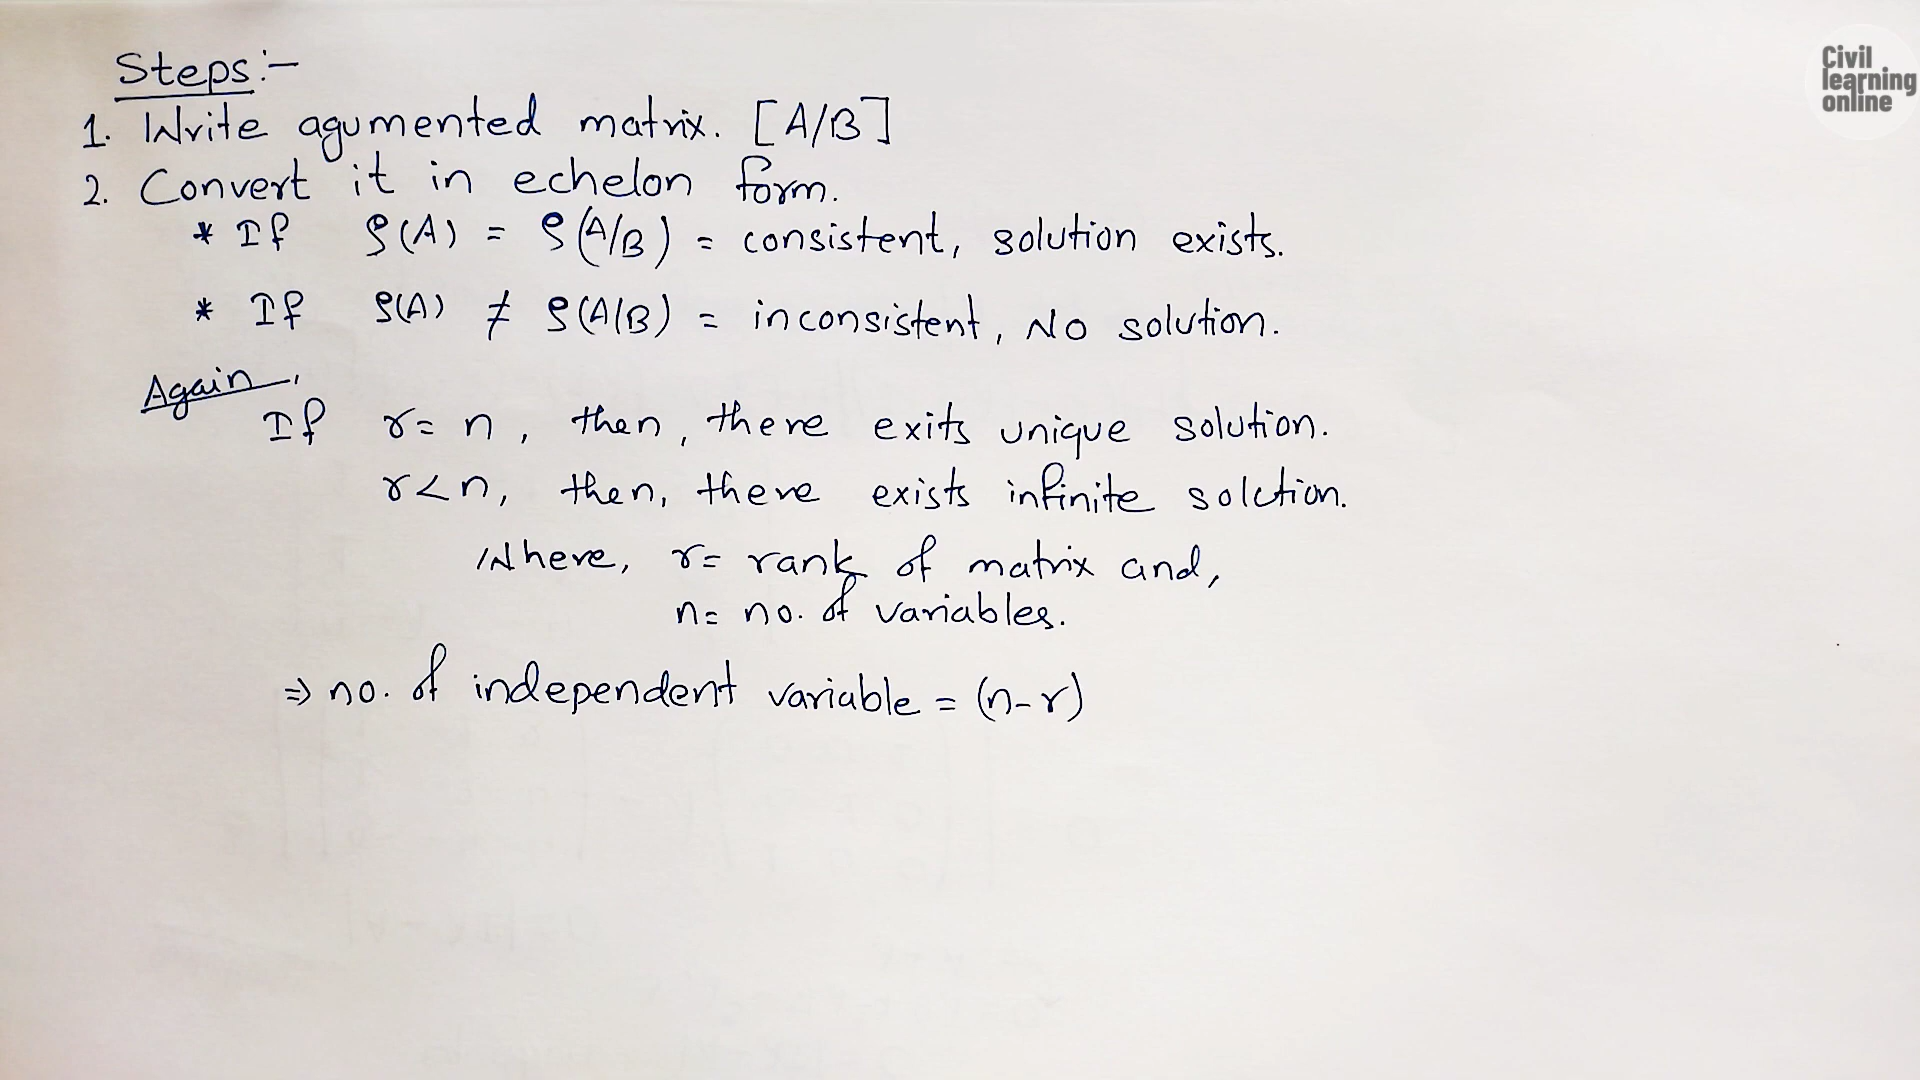 Steps:-
1. Write agumented matrix. [A/B]
2. Convert it in echelon form.
* If ρ(A) = ρ(A/B) = consistent, solution exists.
* If ρ(A) ≠ ρ(A/B) = inconsistent, No solution.
Again,
If r = n, then, there exits unique solution.
r < n, then, there exists infinite solction.
Where, r = rank of matrix and,
n = no. of variables.
⇒ no. of independent variable = (n-r)
Civil
learning
online